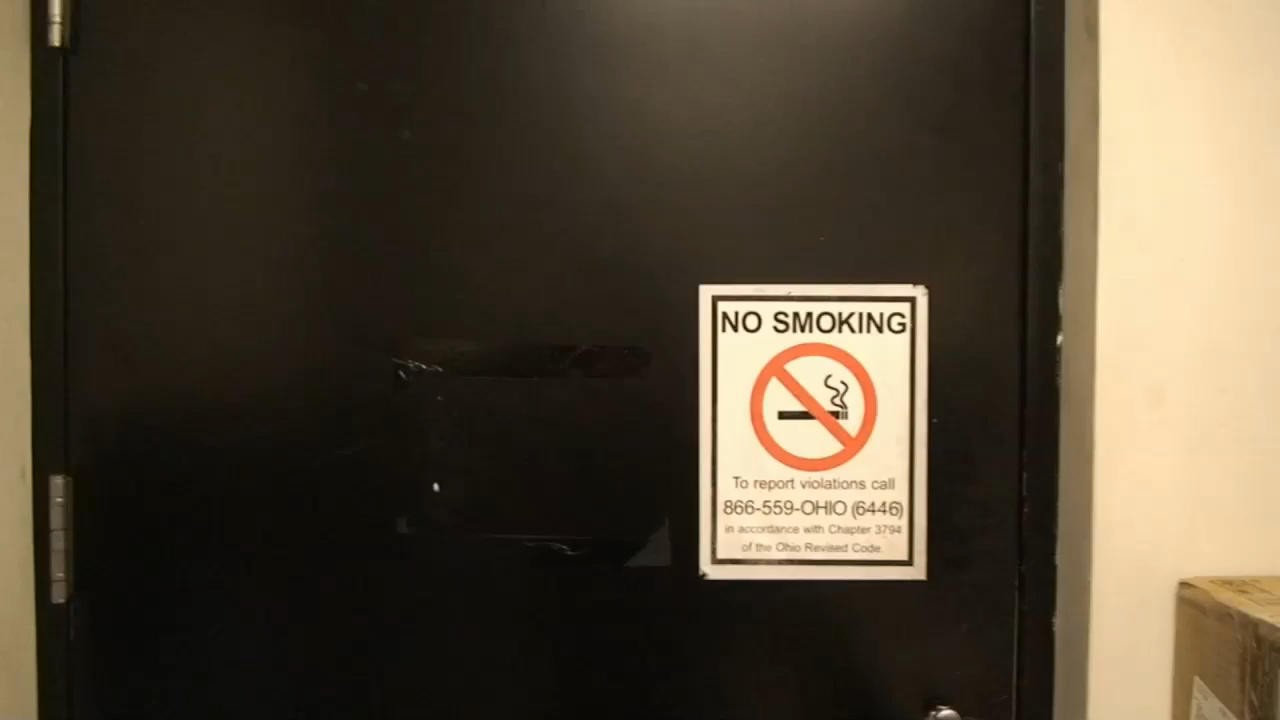 NO SMOKING
To report violations call
866-559-OHIO (6446)
in accordance with Chapter 3794
of the Ohio Revised Code.